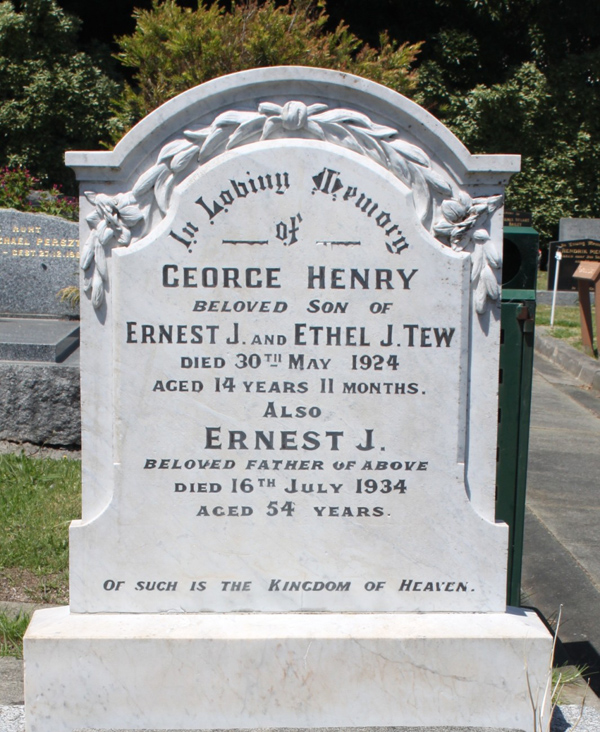 In Loving Memory
of
GEORGE HENRY
BELOVED SON OF
ERNEST J. AND ETHEL J. TEW
DIED 30TH MAY 1924
AGED 14 YEARS 11 MONTHS.
ALSO
ERNEST J.
BELOVED FATHER OF ABOVE
DIED 16TH JULY 1934
AGED 54 YEARS.
OF SUCH IS THE KINGDOM OF HEAVEN.